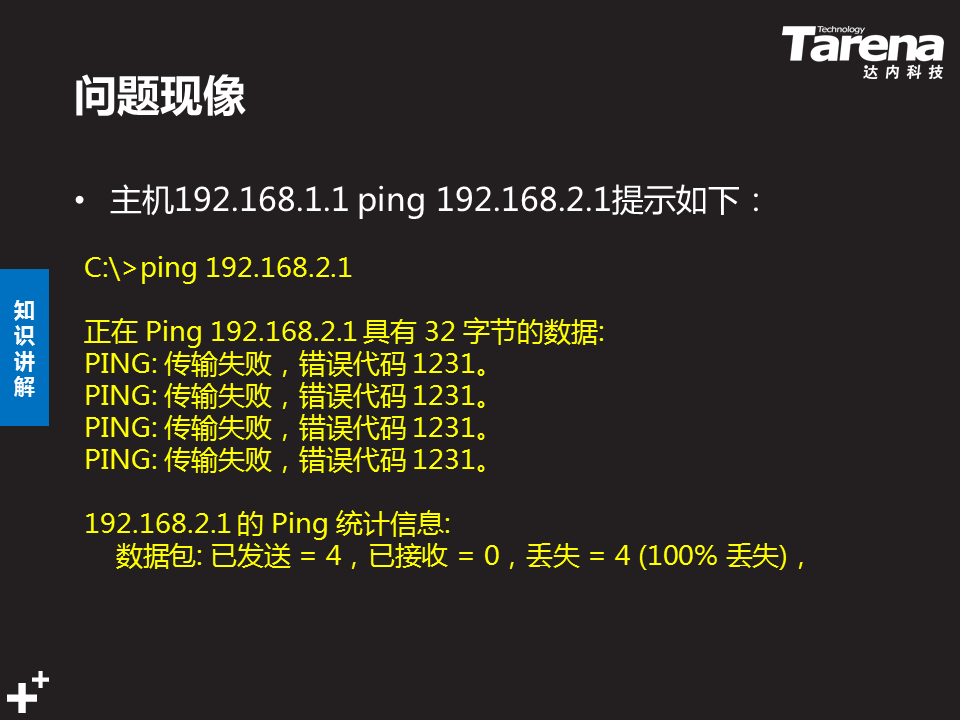 Technology
Tarena
达内科技
问题现像
• 主机192.168.1.1 ping 192.168.2.1提示如下：
C:\>ping 192.168.2.1
正在 Ping 192.168.2.1 具有 32 字节的数据:
PING: 传输失败，错误代码 1231。
PING: 传输失败，错误代码 1231。
PING: 传输失败，错误代码 1231。
PING: 传输失败，错误代码 1231。
192.168.2.1 的 Ping 统计信息:
数据包: 已发送 = 4，已接收 = 0，丢失 = 4 (100% 丢失)，
知识讲解